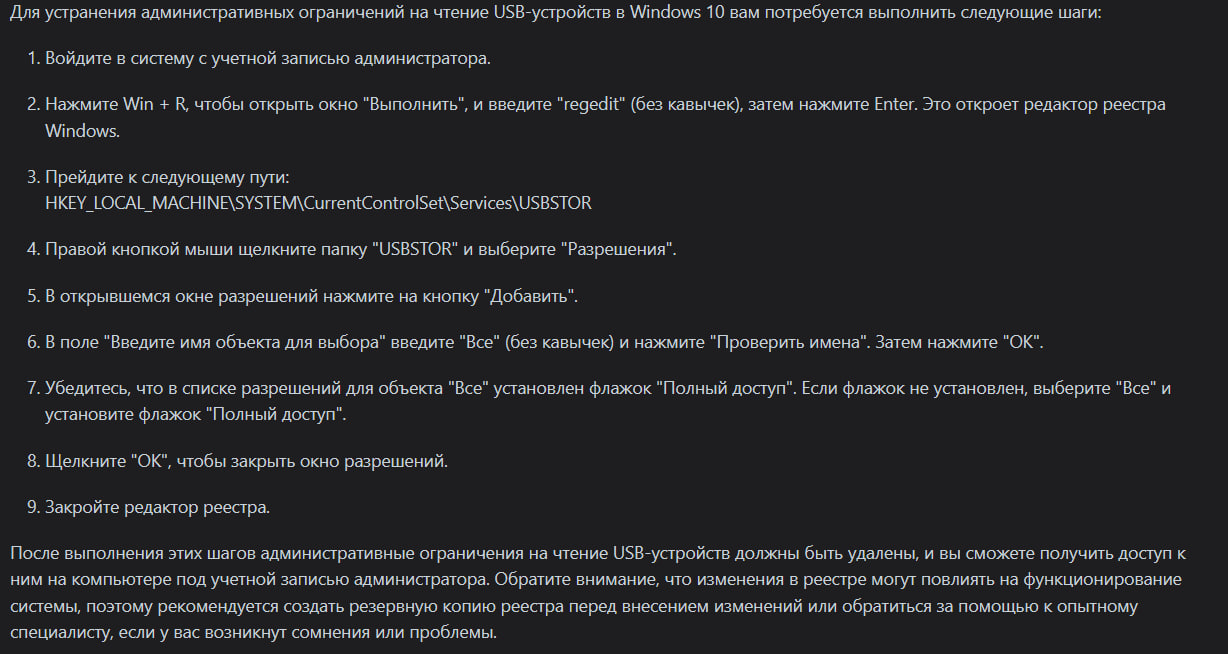 Для устранения административных ограничений на чтение USB-устройств в Windows 10 вам потребуется выполнить следующие шаги:
1. Войдите в систему с учетной записью администратора.
2. Нажмите Win + R, чтобы открыть окно "Выполнить", и введите "regedit" (без кавычек), затем нажмите Enter. Это откроет редактор реестра
Windows.
3. Прейдите к следующему пути:
HKEY_LOCAL_MACHINE\SYSTEM\CurrentControlSet\Services\USBSTOR
4. Правой кнопкой мыши щелкните папку "USBSTOR" и выберите "Разрешения".
5. В открывшемся окне разрешений нажмите на кнопку "Добавить".
6. В поле "Введите имя объекта для выбора" введите "Все" (без кавычек) и нажмите "Проверить имена". Затем нажмите "ОК".
7. Убедитесь, что в списке разрешений для объекта "Все" установлен флажок "Полный доступ". Если флажок не установлен, выберите "Все" и
установите флажок "Полный доступ".
8. Щелкните "ОК", чтобы закрыть окно разрешений.
9. Закройте редактор реестра.
После выполнения этих шагов административные ограничения на чтение USB-устройств должны быть удалены, и вы сможете получить доступ к
ним на компьютере под учетной записью администратора. Обратите внимание, что изменения в реестре могут повлиять на функционирование
системы, поэтому рекомендуется создать резервную копию реестра перед внесением изменений или обратиться за помощью к опытному
специалисту, если у вас возникнут сомнения или проблемы.